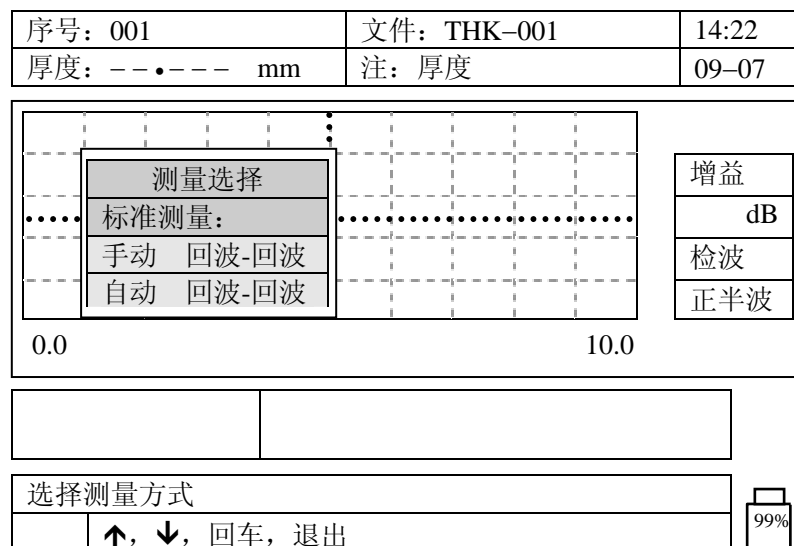 序号：001 文件：THK–001 14:22
厚度：– – • – – – mm 注：厚度 09–07
测量选择
标准测量：
手动 回波-回波
自动 回波-回波
增益
dB
检波
正半波
0.0 10.0
选择测量方式
↑，↓，回车，退出
99%